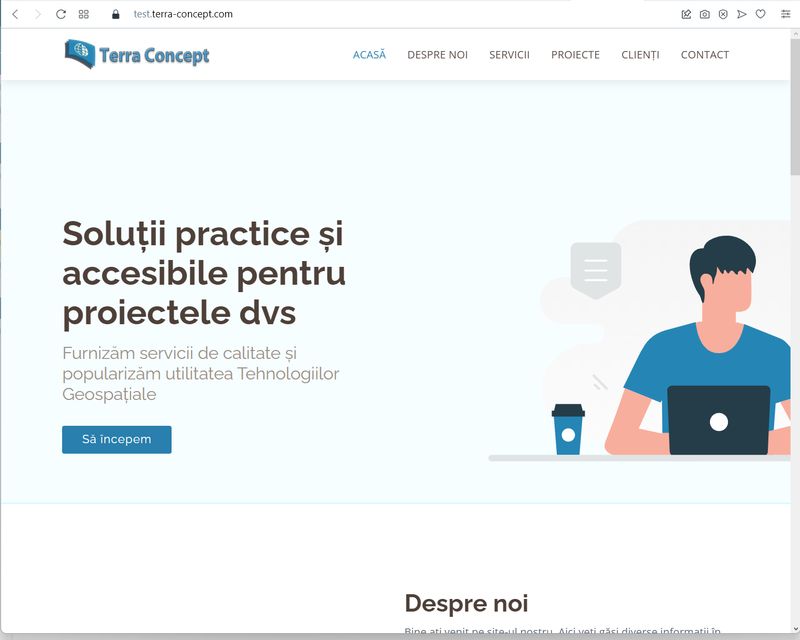 test.terra-concept.com
Terra Concept
ACASĂ DESPRE NOI SERVICII PROIECTE CLIENȚI CONTACT
Soluții practice și
accesibile pentru
proiectele dvs
Furnizăm servicii de calitate și
popularizăm utilitatea Tehnologiilor
Geospațiale
Să începem
Despre noi
Bine ați venit pe site-ul nostru. Aici veți găsi diverse informații în